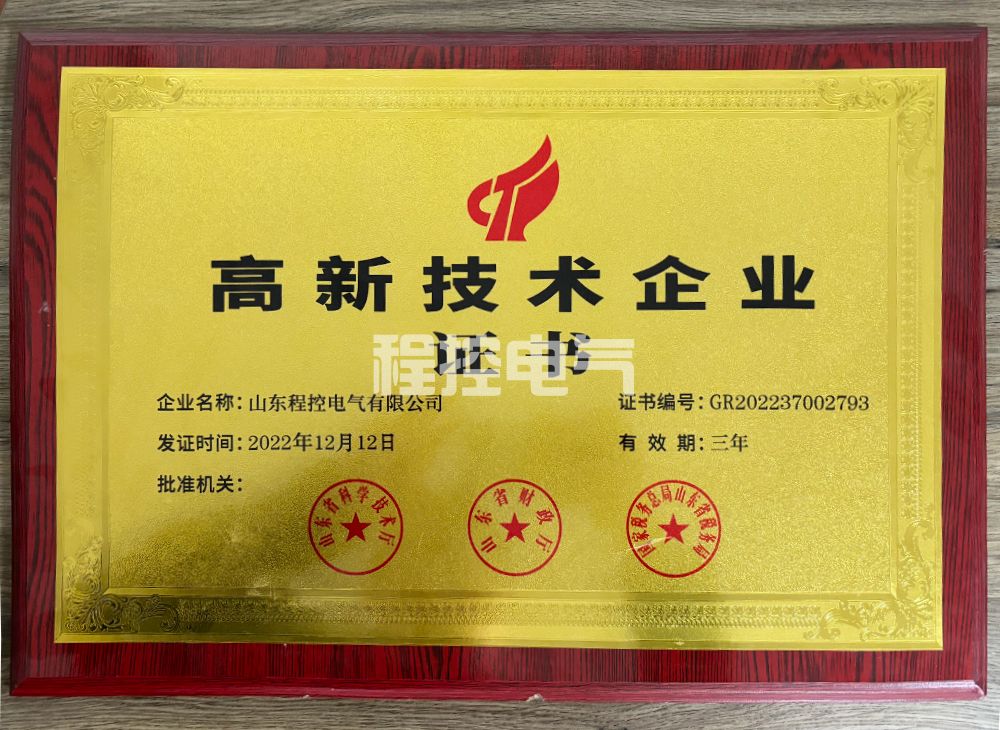 高新技术企业
证书
程控电气
企业名称：山东程控电气有限公司
证书编号：GR202237002793
发证时间：2022年12月12日
有效期：三年
批准机关：
山东省科学技术厅
山东省财政厅
国家税务总局山东省税务局